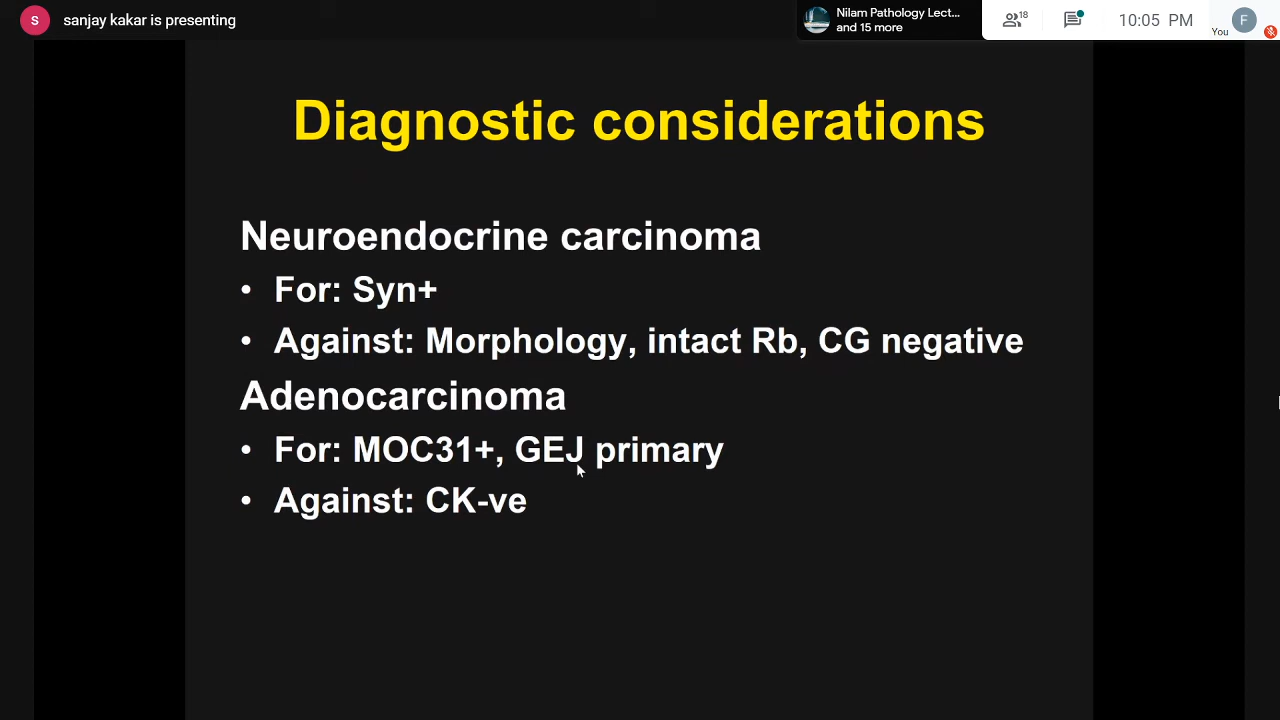 S sanjay kakar is presenting
Nilam Pathology Lect...
and 15 more
18
10:05 PM
You
F
Diagnostic considerations
Neuroendocrine carcinoma
• For: Syn+
• Against: Morphology, intact Rb, CG negative
Adenocarcinoma
• For: MOC31+, GEJ primary
• Against: CK-ve